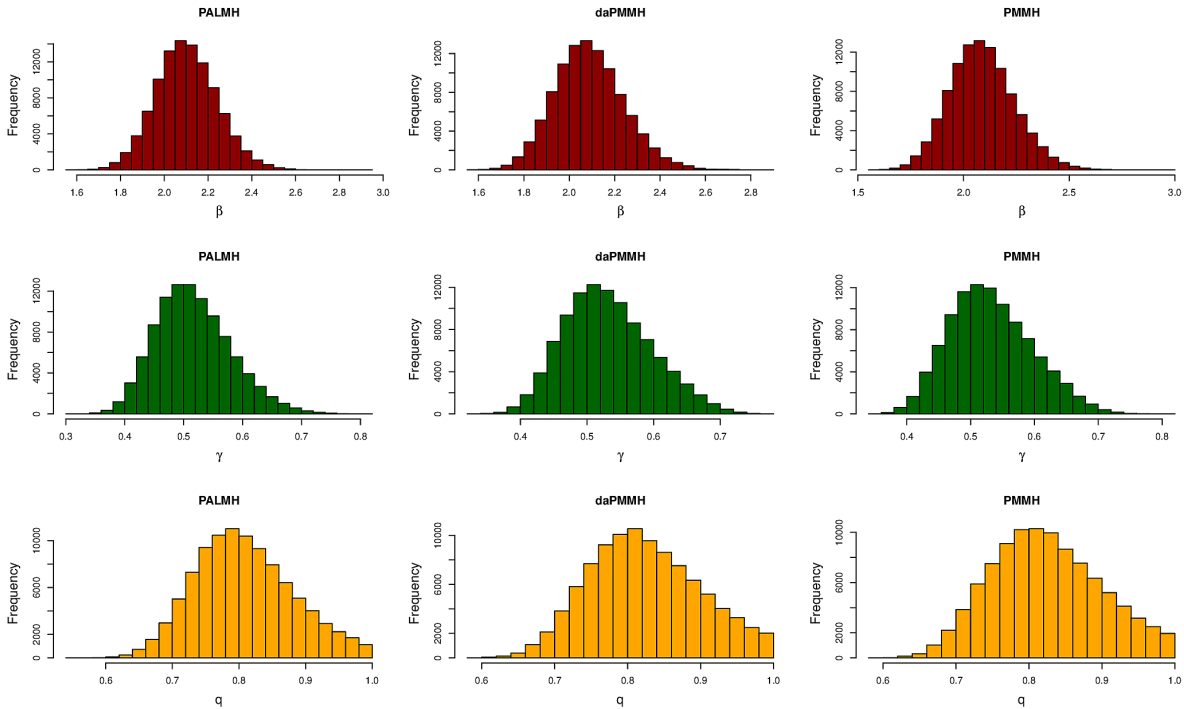 PALMH daPMMH PMMH
Frequency 0 4000 8000 12000
Frequency 0 4000 8000 12000
Frequency 0 4000 8000 12000
1.6 1.8 2.0 2.2 2.4 2.6 2.8 3.0
1.6 1.8 2.0 2.2 2.4 2.6 2.8
1.5 2.0 2.5 3.0
β β β
PALMH daPMMH PMMH
Frequency 0 4000 8000 12000
Frequency 0 4000 8000 12000
Frequency 0 4000 8000 12000
0.3 0.4 0.5 0.6 0.7 0.8
0.4 0.5 0.6 0.7
0.4 0.5 0.6 0.7 0.8
γ γ γ
PALMH daPMMH PMMH
Frequency 0 2000 6000 10000
Frequency 0 2000 6000 10000
Frequency 0 2000 6000 10000
0.6 0.7 0.8 0.9 1.0
0.6 0.7 0.8 0.9 1.0
0.6 0.7 0.8 0.9 1.0
q q q